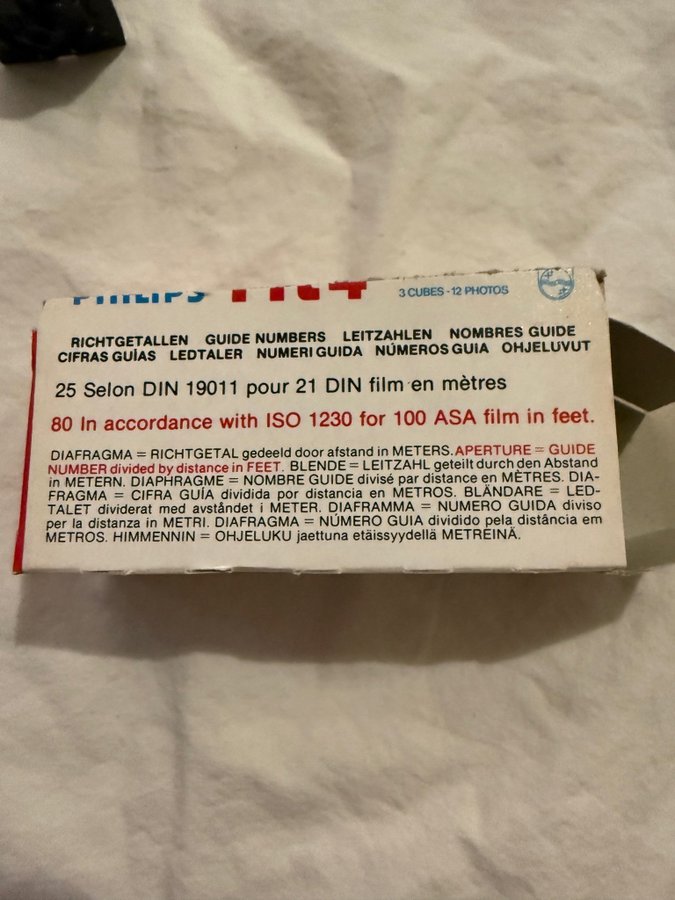 PHILIPS
3 CUBES - 12 PHOTOS
RICHTGETALLEN GUIDE NUMBERS LEITZAHLEN NOMBRES GUIDE
CIFRAS GUÍAS LEDTALER NUMERI GUIDA NÚMEROS GUIA OHJELUVUT
25 Selon DIN 19011 pour 21 DIN film en mètres
80 In accordance with ISO 1230 for 100 ASA film in feet.
DIAFRAGMA = RICHTGETAL gedeeld door afstand in METERS. APERTURE = GUIDE
NUMBER divided by distance in FEET. BLENDE = LEITZAHL geteilt durch den Abstand
in METERN. DIAPHRAGME = NOMBRE GUIDE divisé par distance en MÈTRES. DIA-
FRAGMA = CIFRA GUÍA dividida por distancia en METROS. BLÄNDARE = LED-
TALET dividerat med avståndet i METER. DIAFRAMMA = NUMERO GUIDA diviso
per la distanza in METRI. DIAFRAGMA = NÚMERO GUIA dividido pela distância em
METROS. HIMMENNIN = OHJELUKU jaettuna etäissyydellä METREINÄ.